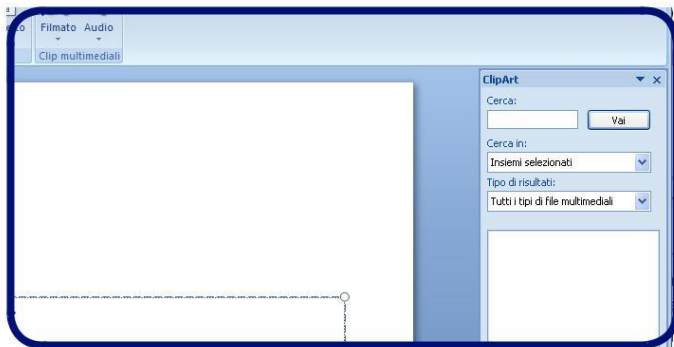 Filmato Audio
Clip multimediali
ClipArt
Cerca:
Vai
Cerca in:
Insiemi selezionati
Tipo di risultati:
Tutti i tipi di file multimediali